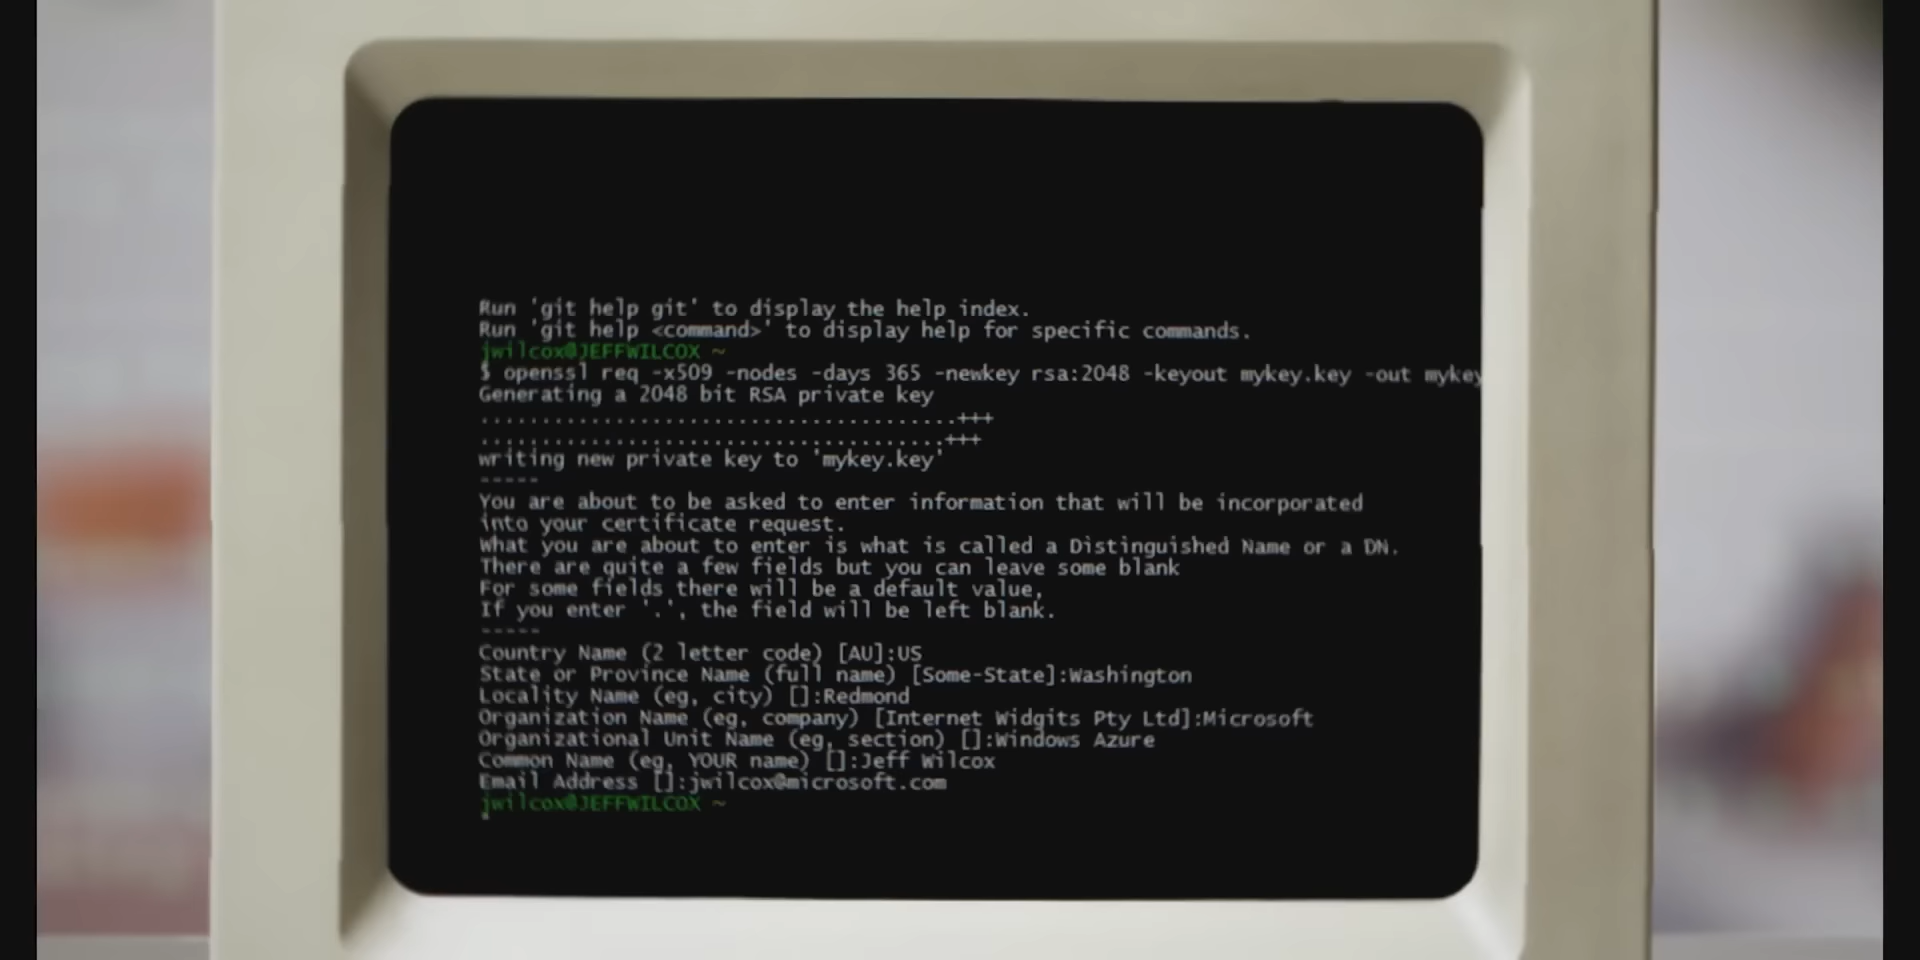 Run 'git help git' to display the help index.
Run 'git help <command>' to display help for specific commands.
jwilcox@JEFFWILCOX ~
$ openssl req -x509 -nodes -days 365 -newkey rsa:2048 -keyout mykey.key -out mykey
Generating a 2048 bit RSA private key
.......................................+++
......................................+++
writing new private key to 'mykey.key'
-----
You are about to be asked to enter information that will be incorporated
into your certificate request.
What you are about to enter is what is called a Distinguished Name or a DN.
There are quite a few fields but you can leave some blank
For some fields there will be a default value,
If you enter '.', the field will be left blank.
-----
Country Name (2 letter code) [AU]:US
State or Province Name (full name) [Some-State]:Washington
Locality Name (eg, city) []:Redmond
Organization Name (eg, company) [Internet Widgits Pty Ltd]:Microsoft
Organizational Unit Name (eg, section) []:Windows Azure
Common Name (eg, YOUR name) []:Jeff Wilcox
Email Address []:jwilcox@microsoft.com
jwilcox@JEFFWILCOX ~